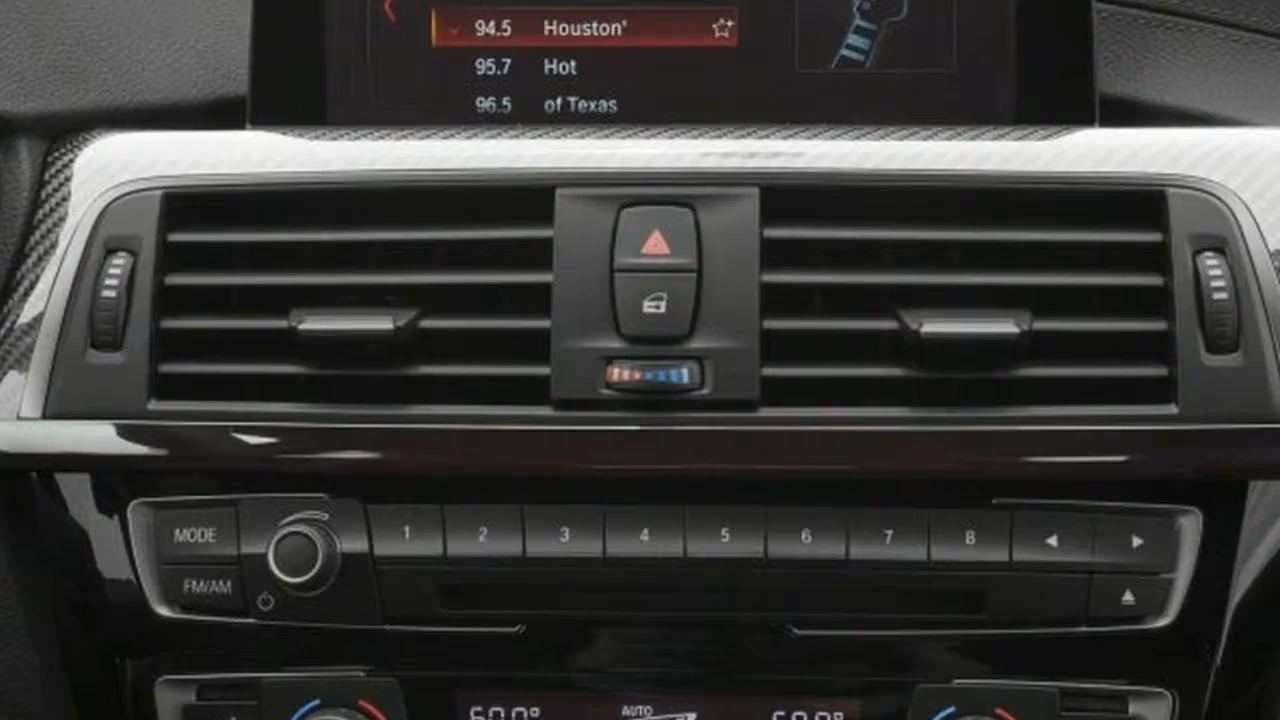 94.5 Houston'
95.7 Hot
96.5 of Texas
MODE 1 2 3 4 5 6 7 8
FM/AM
AUTO